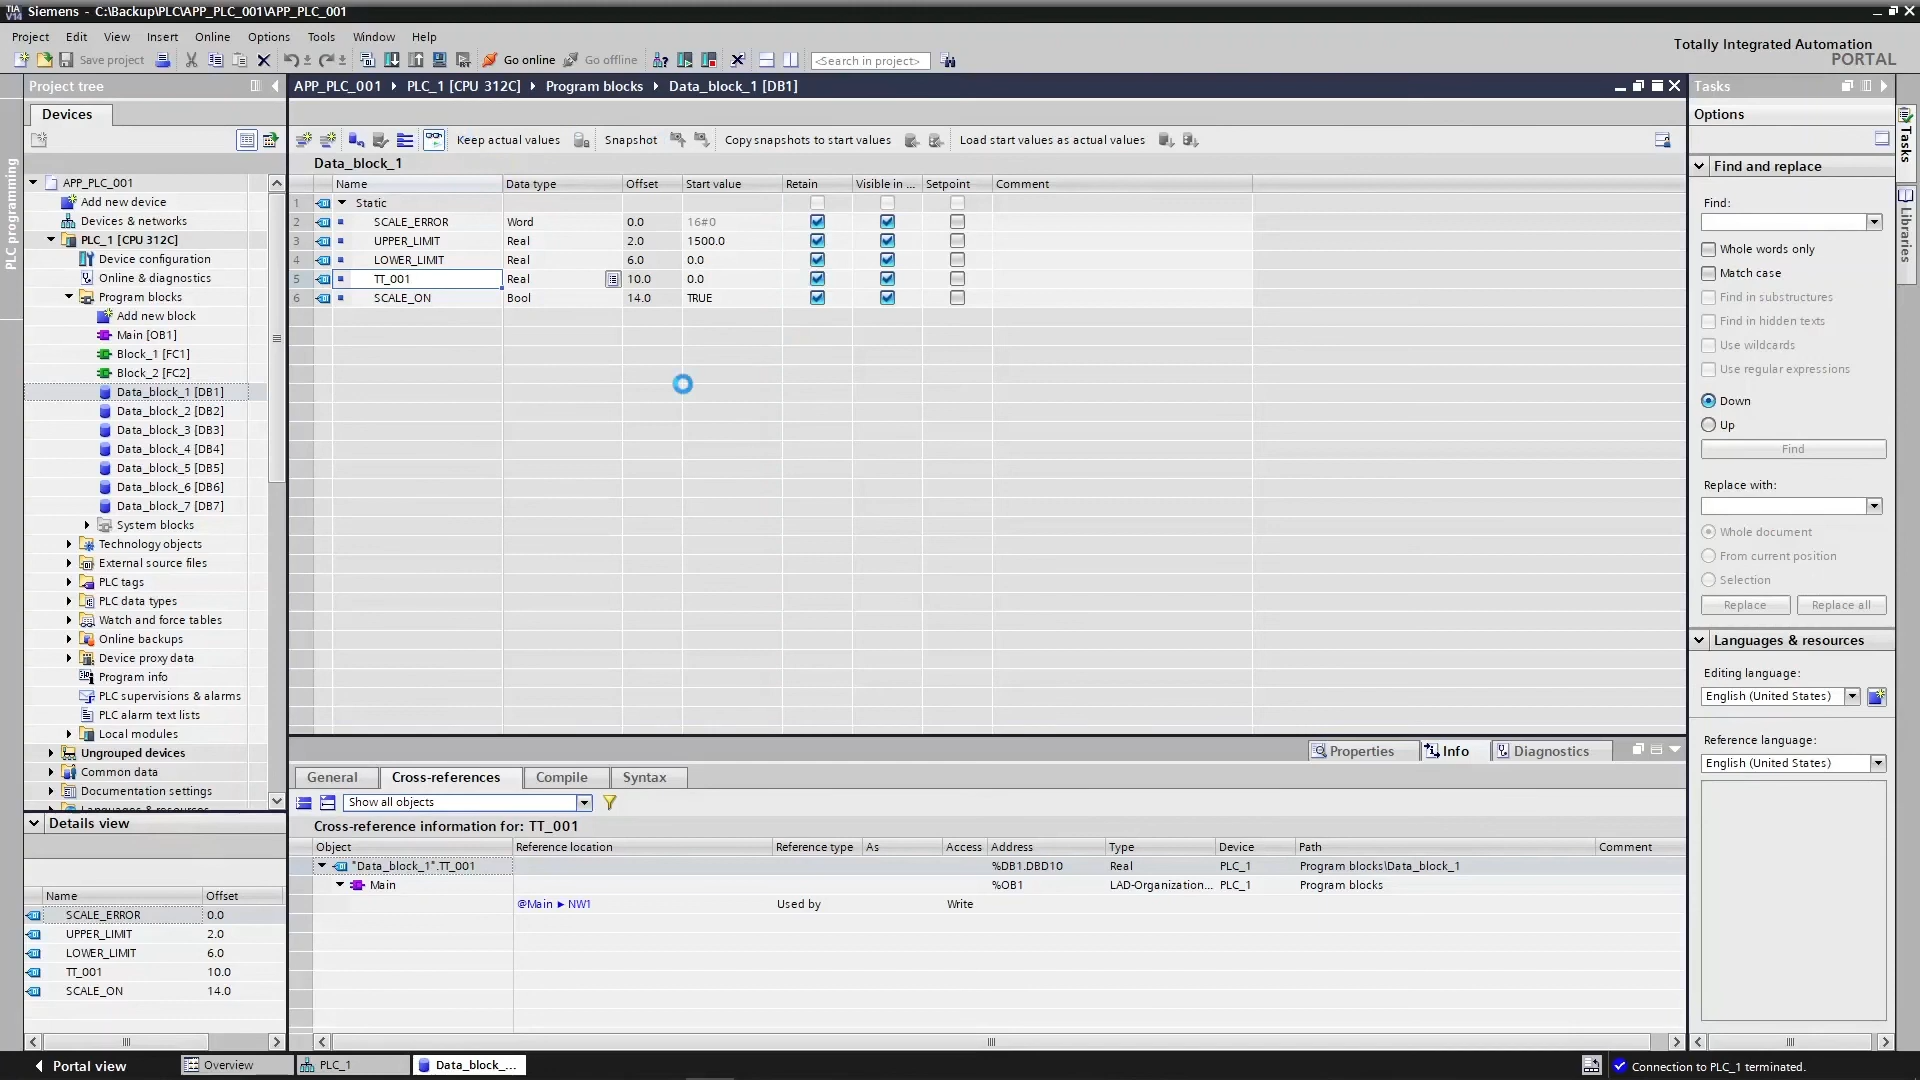 Siemens - C:\Backup\PLC\APP_PLC_001\APP_PLC_001
Project Edit View Insert Online Options Tools Window Help
Totally Integrated Automation
PORTAL
Save project
Go online Go offline
<Search in project>
Project tree
Devices
PLC programming
APP_PLC_001
Add new device
Devices & networks
PLC_1 [CPU 312C]
Device configuration
Online & diagnostics
Program blocks
Add new block
Main [OB1]
Block_1 [FC1]
Block_2 [FC2]
Data_block_1 [DB1]
Data_block_2 [DB2]
Data_block_3 [DB3]
Data_block_4 [DB4]
Data_block_5 [DB5]
Data_block_6 [DB6]
Data_block_7 [DB7]
System blocks
Technology objects
External source files
PLC tags
PLC data types
Watch and force tables
Online backups
Device proxy data
Program info
PLC supervisions & alarms
PLC alarm text lists
Local modules
Ungrouped devices
Common data
Documentation settings
Languages & resources
Details view
Name Offset
SCALE_ERROR 0.0
UPPER_LIMIT 2.0
LOWER_LIMIT 6.0
TT_001 10.0
SCALE_ON 14.0
APP_PLC_001 PLC_1 [CPU 312C] Program blocks Data_block_1 [DB1]
Keep actual values Snapshot Copy snapshots to start values Load start values as actual values
Data_block_1
Name Data type Offset Start value Retain Visible in ... Setpoint Comment
1 Static
2 SCALE_ERROR Word 0.0 16#0
3 UPPER_LIMIT Real 2.0 1500.0
4 LOWER_LIMIT Real 6.0 0.0
5 TT_001 Real 10.0 0.0
6 SCALE_ON Bool 14.0 TRUE
Properties Info Diagnostics
General Cross-references Compile Syntax
Show all objects
Cross-reference information for: TT_001
Object Reference location Reference type As Access Address Type Device Path Comment
"Data_block_1".TT_001 %DB1.DBD10 Real PLC_1 Program blocks\Data_block_1
Main %OB1 LAD-Organization... PLC_1 Program blocks
@Main ▸ NW1 Used by Write
Tasks
Options
Find and replace
Find:
Whole words only
Match case
Find in substructures
Find in hidden texts
Use wildcards
Use regular expressions
Down
Up
Find
Replace with:
Whole document
From current position
Selection
Replace Replace all
Languages & resources
Editing language:
English (United States)
Reference language:
English (United States)
Tasks
Libraries
Portal view Overview PLC_1 Data_block_... Connection to PLC_1 terminated.